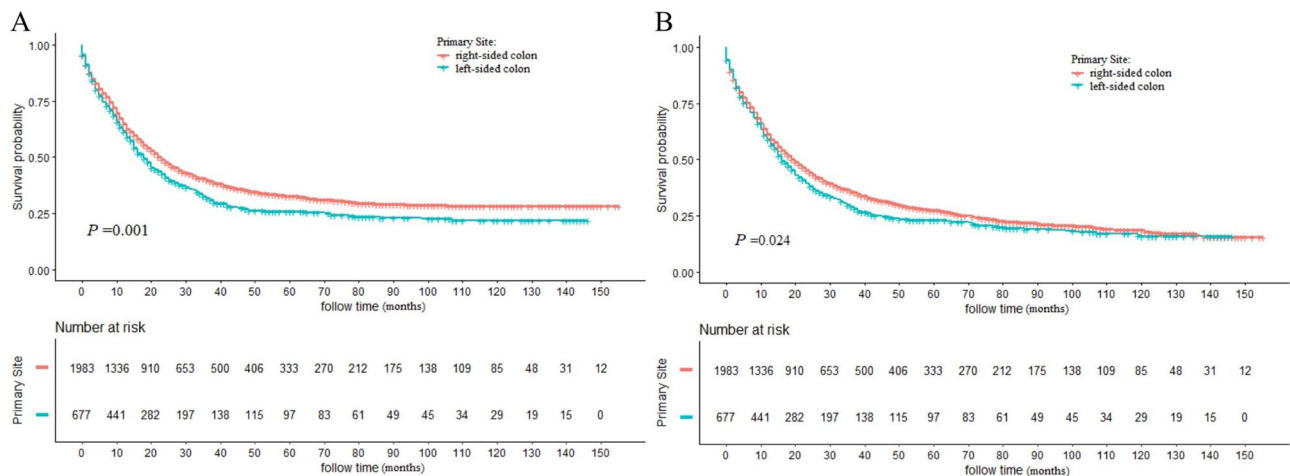 A
Primary Site:
right-sided colon
left-sided colon
1.00
0.75
0.50
0.25
0.00
Survival probability
P =0.001
0 10 20 30 40 50 60 70 80 90 100 110 120 130 140 150
follow time (months)
Number at risk
Primary Site
1983 1336 910 653 500 406 333 270 212 175 138 109 85 48 31 12
677 441 282 197 138 115 97 83 61 49 45 34 29 19 15 0
0 10 20 30 40 50 60 70 80 90 100 110 120 130 140 150
follow time (months)
B
Primary Site:
right-sided colon
left-sided colon
1.00
0.75
0.50
0.25
0.00
Survival probability
P =0.024
0 10 20 30 40 50 60 70 80 90 100 110 120 130 140 150
follow time (months)
Number at risk
Primary Site
1983 1336 910 653 500 406 333 270 212 175 138 109 85 48 31 12
677 441 282 197 138 115 97 83 61 49 45 34 29 19 15 0
0 10 20 30 40 50 60 70 80 90 100 110 120 130 140 150
follow time (months)